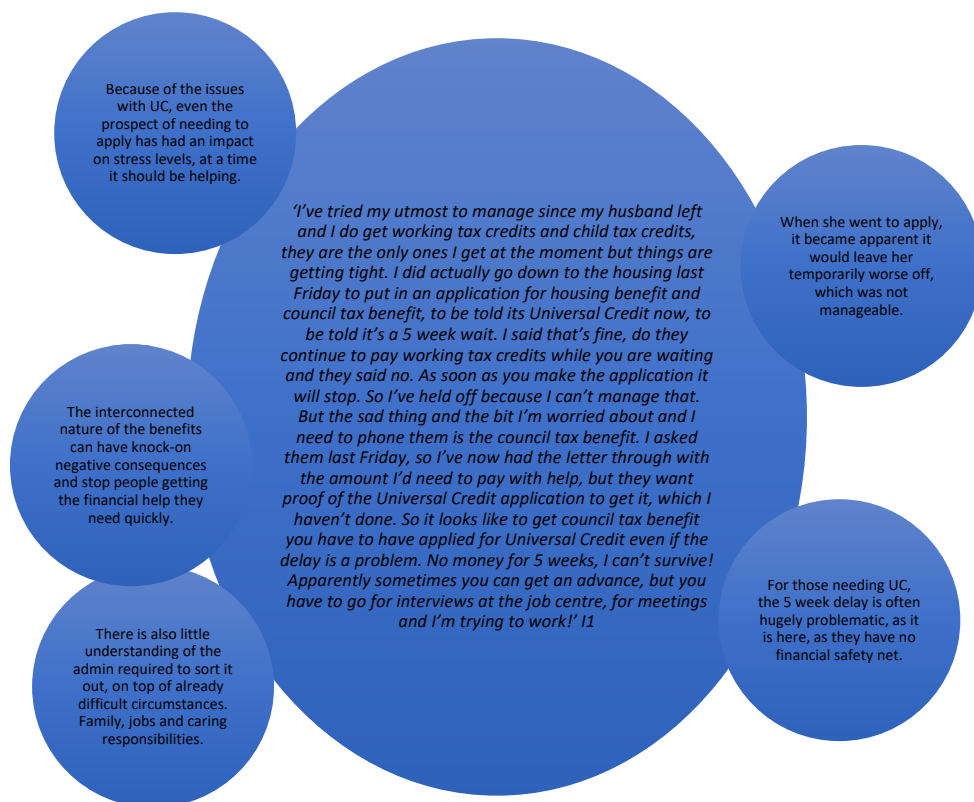 Because of the issues
with UC, even the
prospect of needing to
apply has had an impact
on stress levels, at a time
it should be helping.
‘I’ve tried my utmost to manage since my husband left
and I do get working tax credits and child tax credits,
they are the only ones I get at the moment but things are
getting tight. I did actually go down to the housing last
Friday to put in an application for housing benefit and
council tax benefit, to be told its Universal Credit now, to
be told it’s a 5 week wait. I said that’s fine, do they
continue to pay working tax credits while you are waiting
and they said no. As soon as you make the application it
will stop. So I’ve held off because I can’t manage that.
But the sad thing and the bit I’m worried about and I
need to phone them is the council tax benefit. I asked
them last Friday, so I’ve now had the letter through with
the amount I’d need to pay with help, but they want
proof of the Universal Credit application to get it, which I
haven’t done. So it looks like to get council tax benefit
you have to have applied for Universal Credit even if the
delay is a problem. No money for 5 weeks, I can’t survive!
Apparently sometimes you can get an advance, but you
have to go for interviews at the job centre, for meetings
and I’m trying to work!’ I1
When she went to apply,
it became apparent it
would leave her
temporarily worse off,
which was not
manageable.
The interconnected
nature of the benefits
can have knock-on
negative consequences
and stop people getting
the financial help they
need quickly.
For those needing UC,
the 5 week delay is often
hugely problematic, as it
is here, as they have no
financial safety net.
There is also little
understanding of the
admin required to sort it
out, on top of already
difficult circumstances.
Family, jobs and caring
responsibilities.